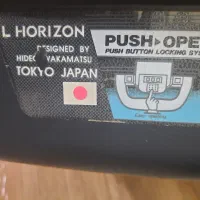 L HORIZON
DESIGNED BY
HIDEO WAKAMATSU
TOKYO JAPAN
PUSH▷OPE
PUSH BUTTON LOCKING SY